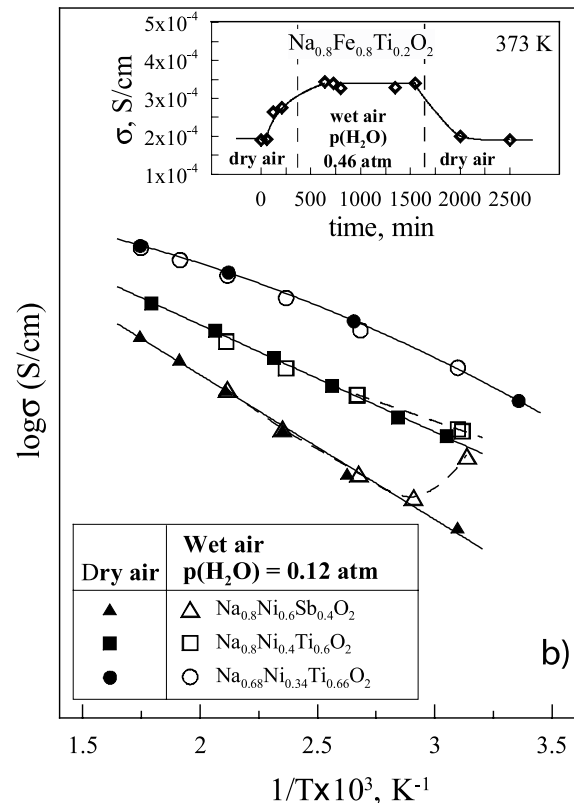 5x10⁻⁴
4x10⁻⁴
3x10⁻⁴
2x10⁻⁴
1x10⁻⁴
σ, S/cm
Na₀.₈Fe₀.₈Ti₀.₂O₂
373 K
dry air
wet air
p(H₂O)
0,46 atm
dry air
0 500 1000 1500 2000 2500
time, min
logσ (S/cm)
Dry air
Wet air
p(H₂O) = 0.12 atm
Na₀.₈Ni₀.₆Sb₀.₄O₂
Na₀.₈Ni₀.₄Ti₀.₆O₂
Na₀.₆₈Ni₀.₃₄Ti₀.₆₆O₂
b)
1.5 2 2.5 3 3.5
1/Tx10³, K⁻¹